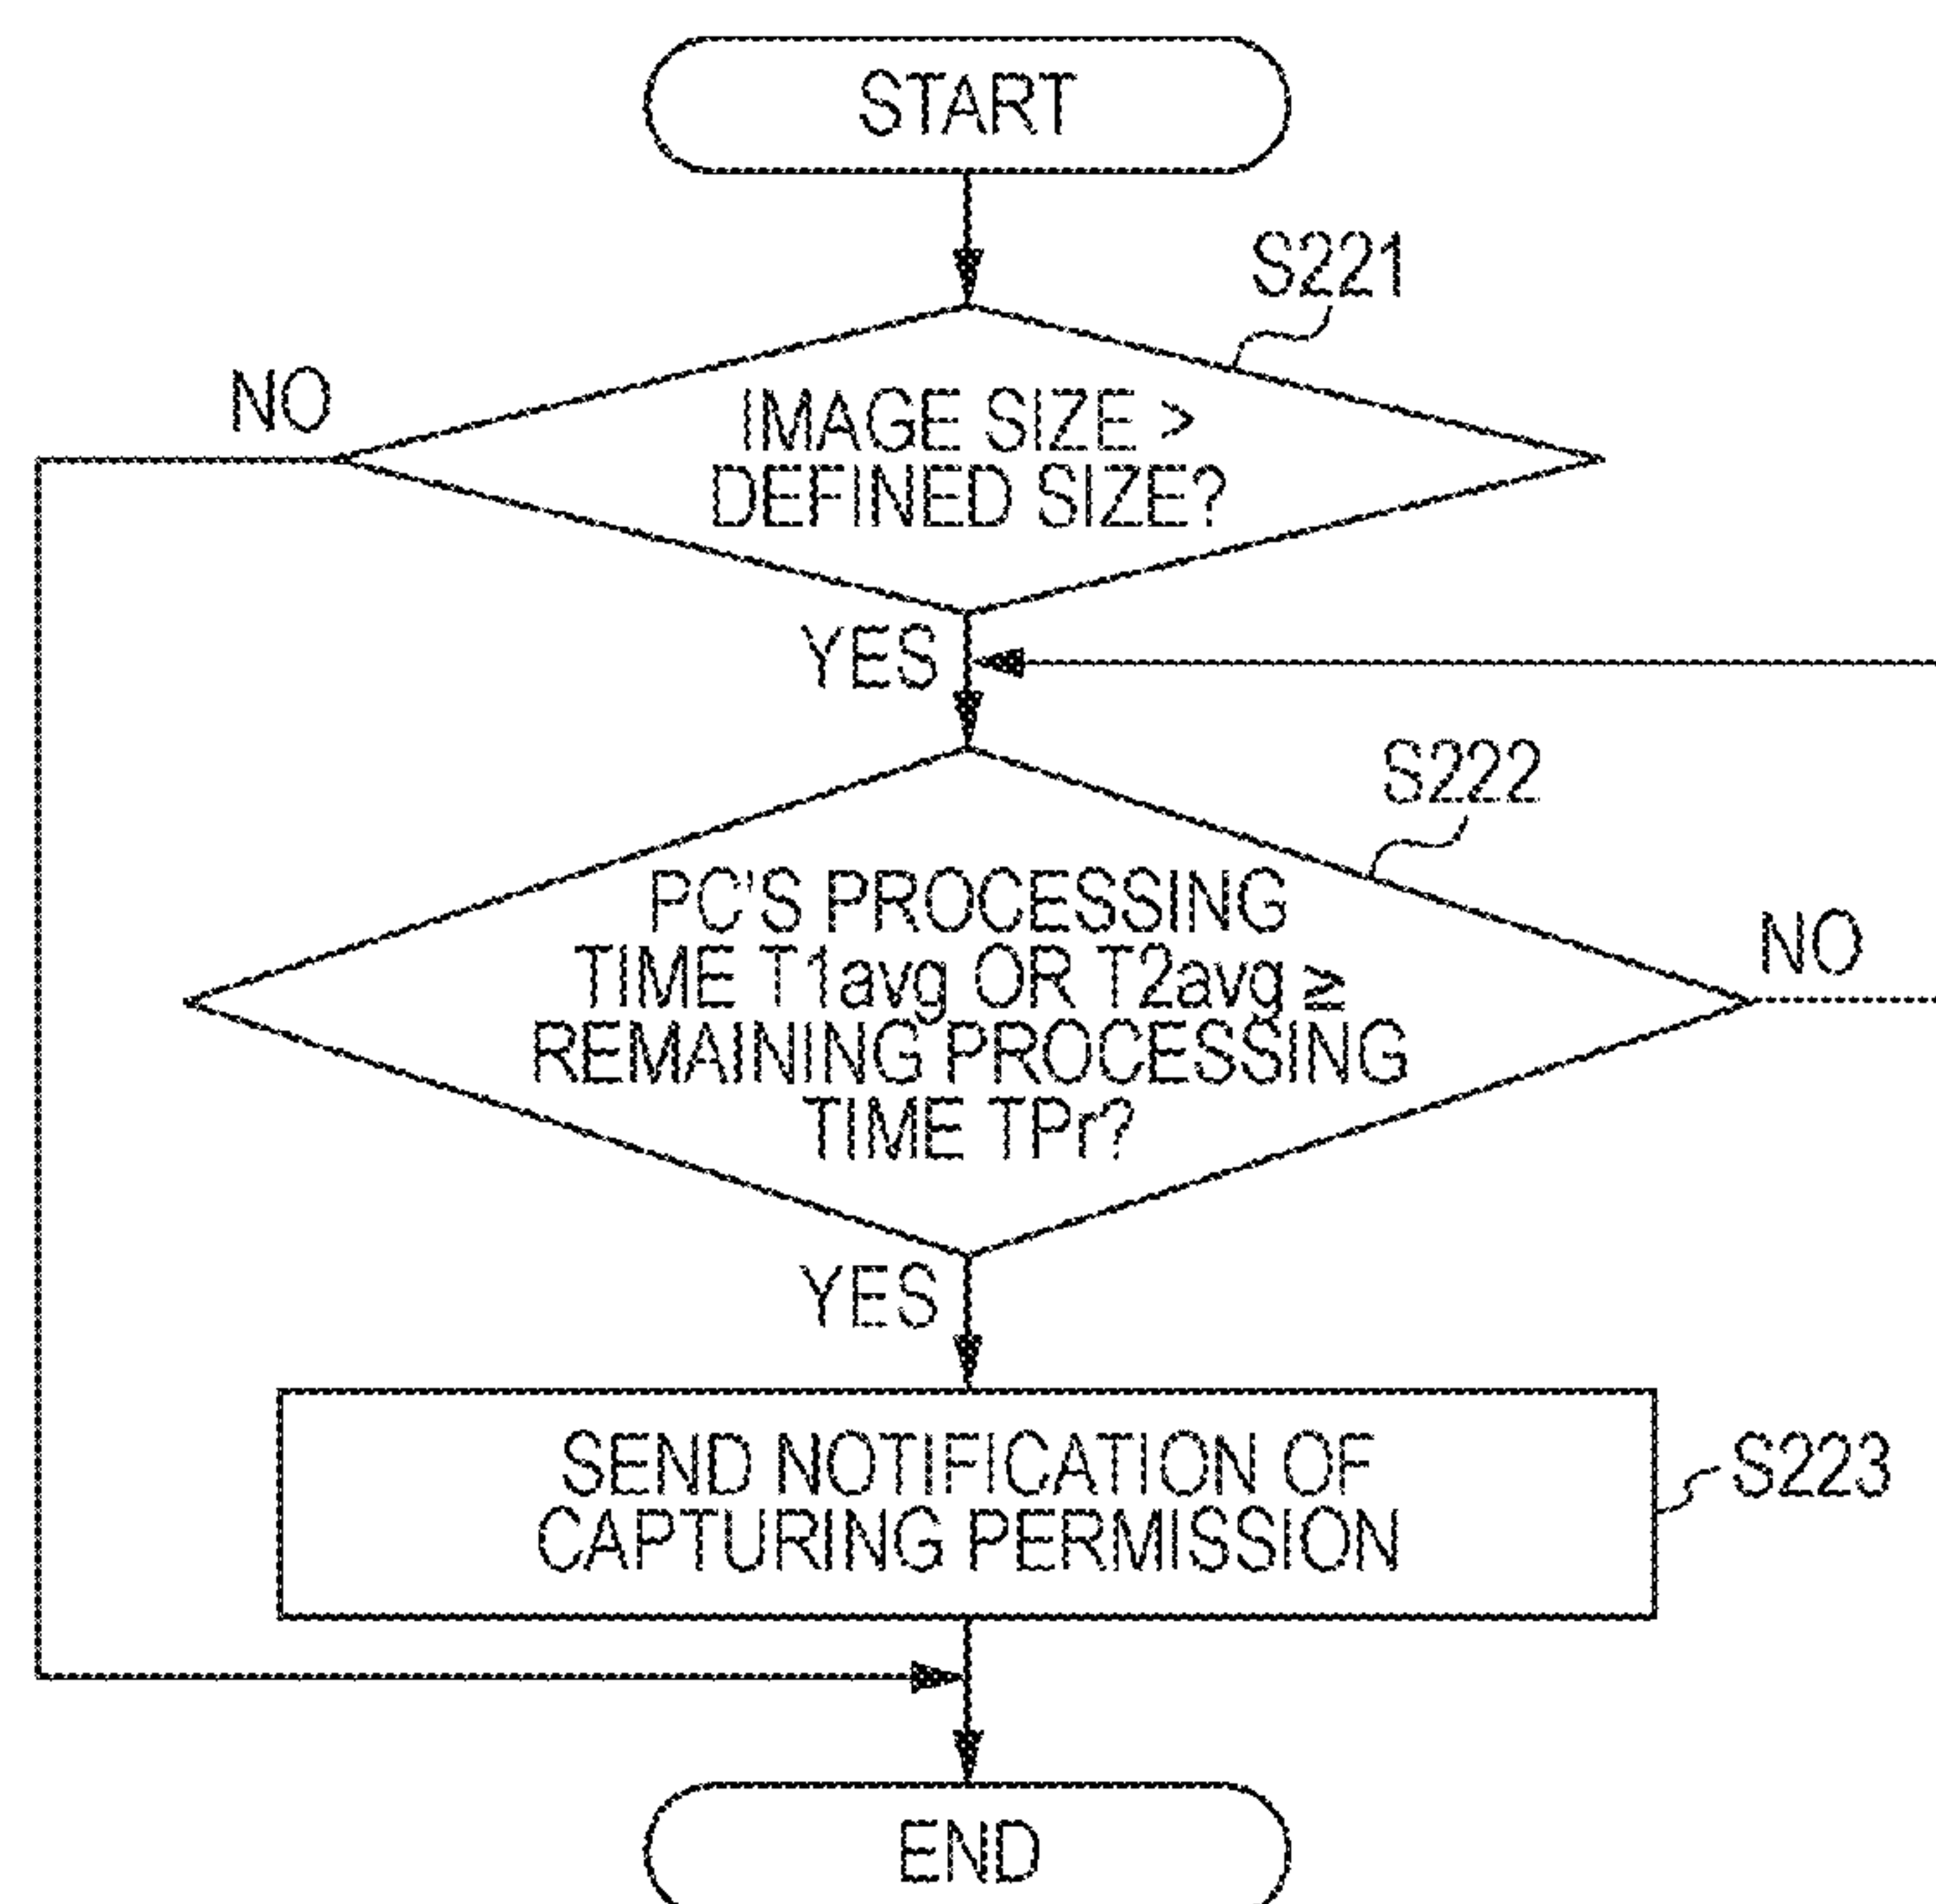 START
S221
NO
IMAGE SIZE >
DEFINED SIZE?
YES
S222
PC'S PROCESSING
TIME T1avg OR T2avg ≧
REMAINING PROCESSING
TIME TPr?
NO
YES
SEND NOTIFICATION OF
CAPTURING PERMISSION
S223
END